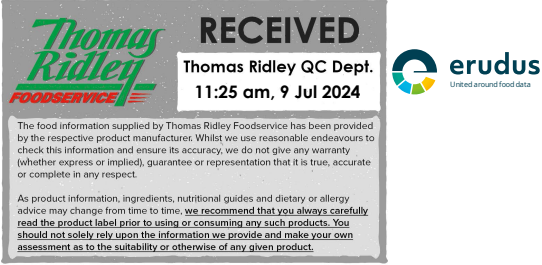 Thomas
Ridley
FOODSERVICE
RECEIVED
Thomas Ridley QC Dept.
11:25 am, 9 Jul 2024
erudus
United around food data
The food information supplied by Thomas Ridley Foodservice has been provided
by the respective product manufacturer. Whilst we use reasonable endeavours to
check this information and ensure its accuracy, we do not give any warranty
(whether express or implied), guarantee or representation that it is true, accurate
or complete in any respect.
As product information, ingredients, nutritional guides and dietary or allergy
advice may change from time to time, we recommend that you always carefully
read the product label prior to using or consuming any such products. You
should not solely rely upon the information we provide and make your own
assessment as to the suitability or otherwise of any given product.